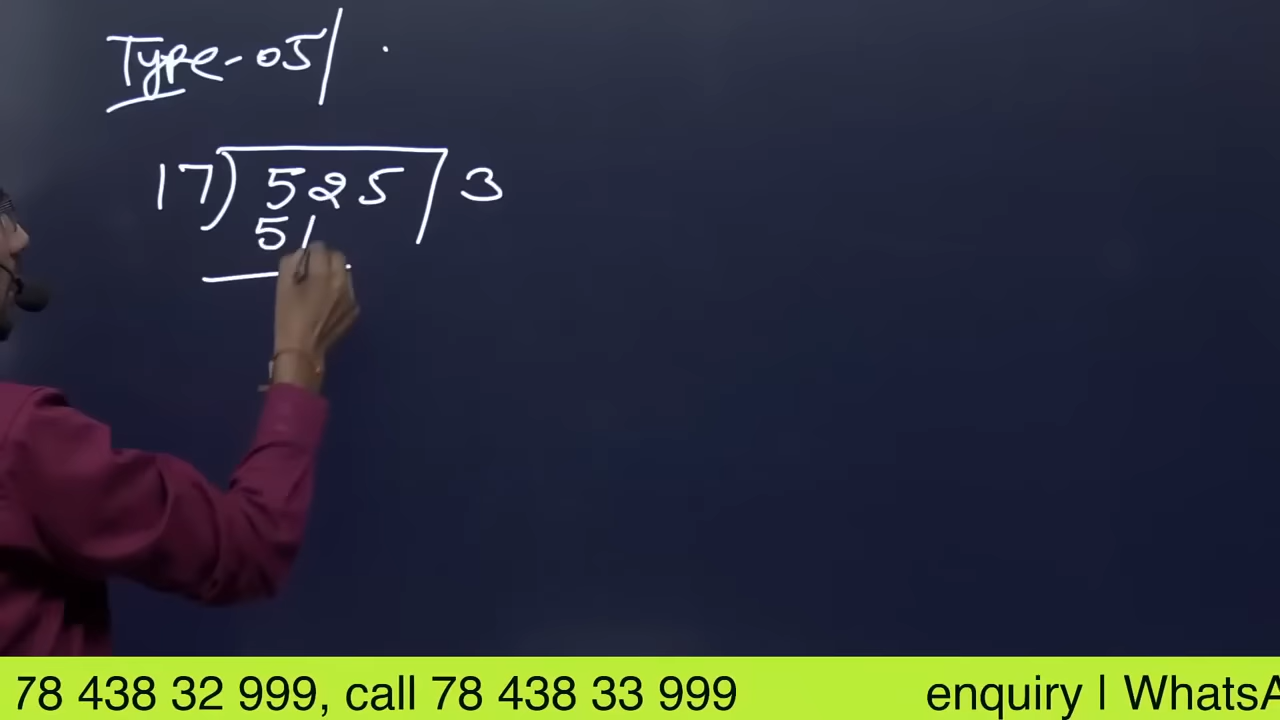 Type-05/
17) 525 / 3
51
78 438 32 999, call 78 438 33 999 enquiry | WhatsA